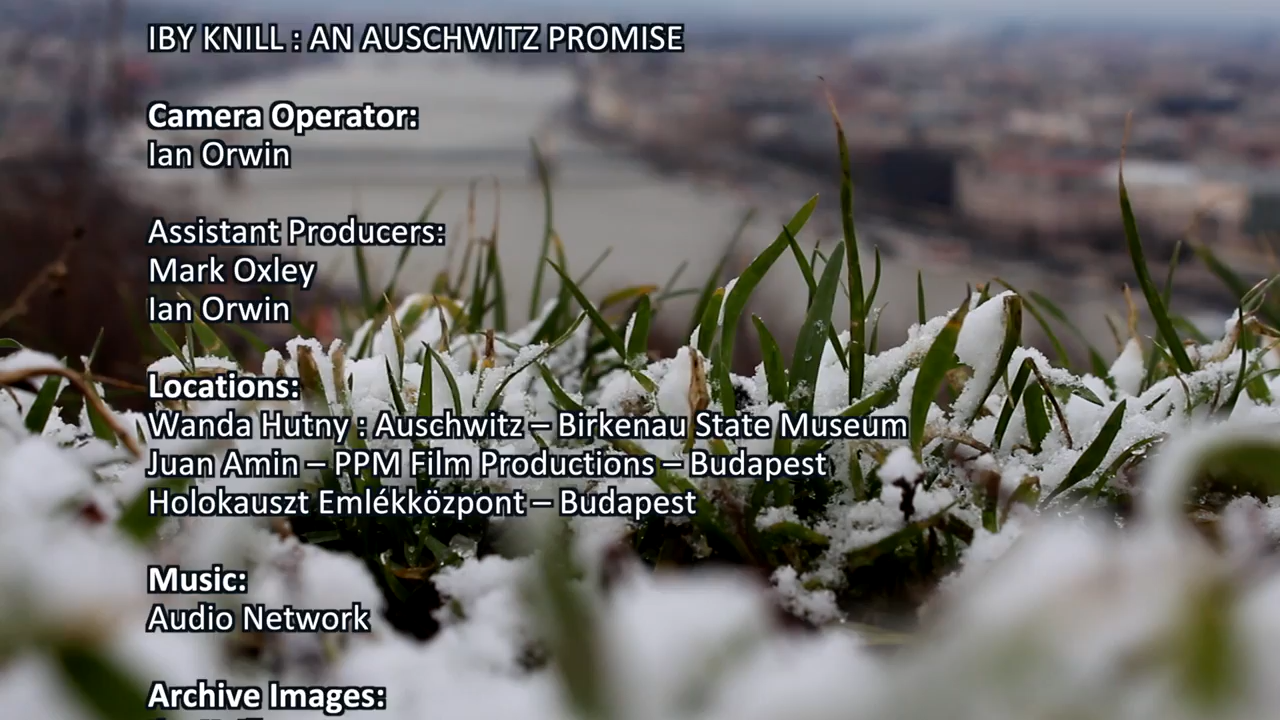 IBY KNILL : AN AUSCHWITZ PROMISE
Camera Operator:
Ian Orwin
Assistant Producers:
Mark Oxley
Ian Orwin
Locations:
Wanda Hutny : Auschwitz – Birkenau State Museum
Juan Amin – PPM Film Productions – Budapest
Holokauszt Emlékközpont – Budapest
Music:
Audio Network
Archive Images: